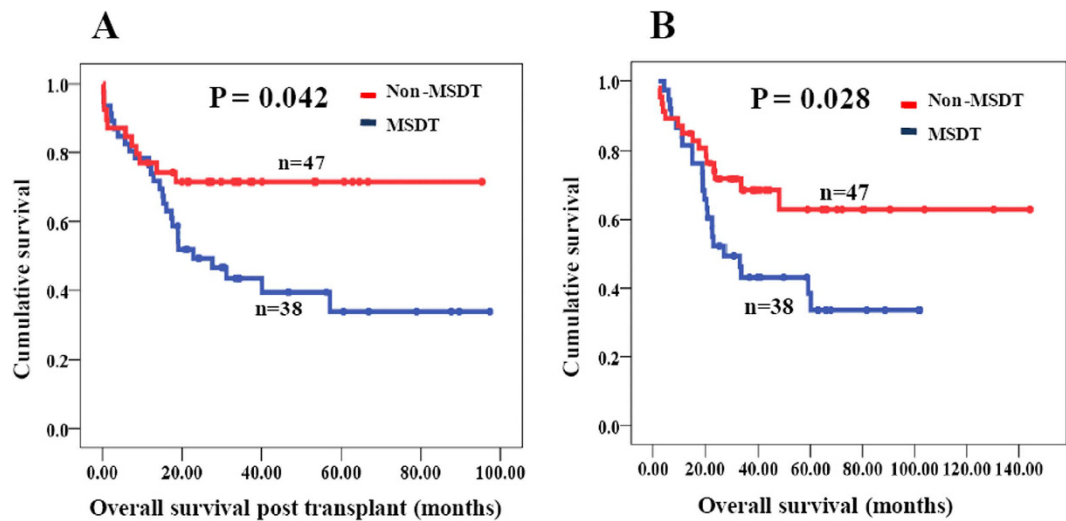 A
P = 0.042
Non-MSDT
MSDT
n=47
n=38
Cumulative survival
1.0
0.8
0.6
0.4
0.2
0.0
0.00 20.00 40.00 60.00 80.00 100.00
Overall survival post transplant (months)
B
P = 0.028
Non-MSDT
MSDT
n=47
n=38
Cumulative survival
1.0
0.8
0.6
0.4
0.2
0.0
0.00 20.00 40.00 60.00 80.00 100.00 120.00 140.00
Overall survival (months)